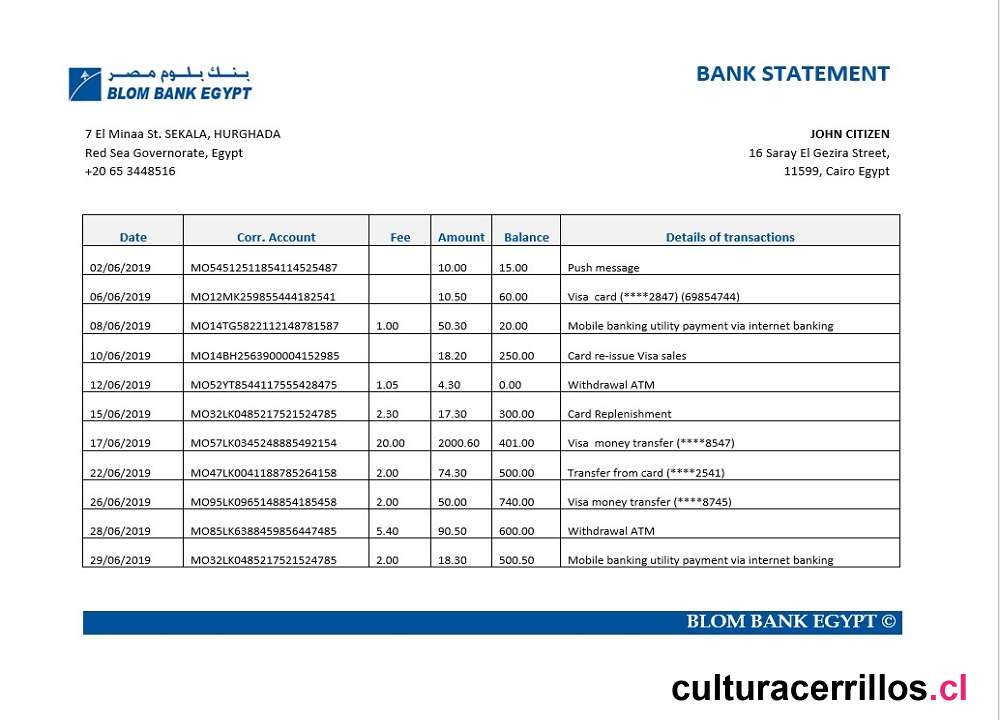 بنك بلوم مصر
BLOM BANK EGYPT
BANK STATEMENT
7 El Minaa St. SEKALA, HURGHADA
Red Sea Governorate, Egypt
+20 65 3448516
JOHN CITIZEN
16 Saray El Gezira Street,
11599, Cairo Egypt
Date Corr. Account Fee Amount Balance Details of transactions
02/06/2019 MO54512511854114525487 10.00 15.00 Push message
06/06/2019 MO12MK259855444182541 10.50 60.00 Visa card (****2847) (69854744)
08/06/2019 MO14TG5822112148781587 1.00 50.30 20.00 Mobile banking utility payment via internet banking
10/06/2019 MO14BH2563900004152985 18.20 250.00 Card re-issue Visa sales
12/06/2019 MO52YT8544117555428475 1.05 4.30 0.00 Withdrawal ATM
15/06/2019 MO32LK0485217521524785 2.30 17.30 300.00 Card Replenishment
17/06/2019 MO57LK0345248885492154 20.00 2000.60 401.00 Visa money transfer (****8547)
22/06/2019 MO47LK0041188785264158 2.00 74.30 500.00 Transfer from card (****2541)
26/06/2019 MO95LK0965148854185458 2.00 50.00 740.00 Visa money transfer (****8745)
28/06/2019 MO85LK6388459856447485 5.40 90.50 600.00 Withdrawal ATM
29/06/2019 MO32LK0485217521524785 2.00 18.30 500.50 Mobile banking utility payment via internet banking
BLOM BANK EGYPT ©
culturacerrillos.cl